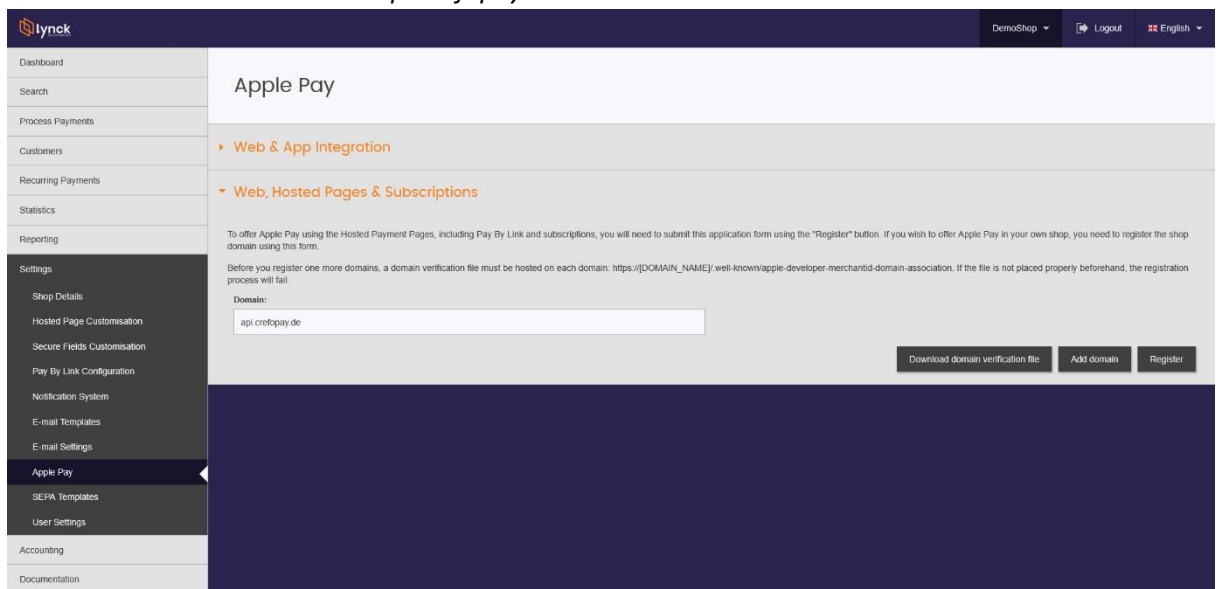 lynck
DemoShop
Logout
English
Dashboard
Search
Process Payments
Customers
Recurring Payments
Statistics
Reporting
Settings
Shop Details
Hosted Page Customisation
Secure Fields Customisation
Pay By Link Configuration
Notification System
E-mail Templates
E-mail Settings
Apple Pay
SEPA Templates
User Settings
Accounting
Documentation
Apple Pay
Web & App Integration
Web, Hosted Pages & Subscriptions
To offer Apple Pay using the Hosted Payment Pages, including Pay By Link and subscriptions, you will need to submit this application form using the "Register" button. If you wish to offer Apple Pay in your own shop, you need to register the shop
domain using this form.
Before you register one more domains, a domain verification file must be hosted on each domain: https://[DOMAIN_NAME]/.well-known/apple-developer-merchantid-domain-association. If the file is not placed properly beforehand, the registration
process will fail.
Domain:
api.crefopay.de
Download domain verification file
Add domain
Register